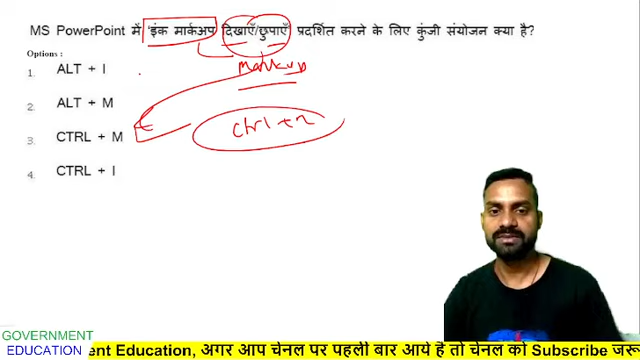 MS PowerPoint में 'इंक मार्कअप दिखाएँ/छुपाएँ' प्रदर्शित करने के लिए कुंजी संयोजन क्या है?
Options :
1. ALT + I
2. ALT + M
3. CTRL + M
4. CTRL + I
Markup
GOVERNMENT
EDUCATION
ent Education, अगर आप चेनल पर पहली बार आये है तो चेनल को Subscribe जरू